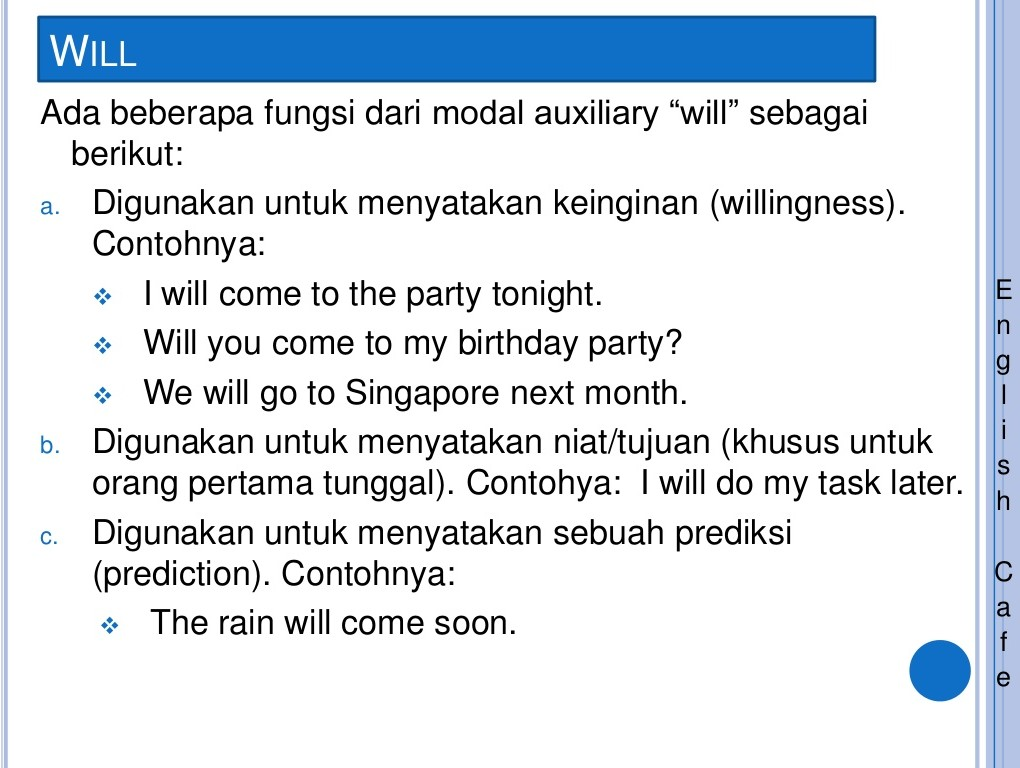 WILL
Ada beberapa fungsi dari modal auxiliary “will” sebagai
berikut:
a. Digunakan untuk menyatakan keinginan (willingness).
Contohnya:
❖ I will come to the party tonight.
❖ Will you come to my birthday party?
❖ We will go to Singapore next month.
b. Digunakan untuk menyatakan niat/tujuan (khusus untuk
orang pertama tunggal). Contohya: I will do my task later.
c. Digunakan untuk menyatakan sebuah prediksi
(prediction). Contohnya:
❖ The rain will come soon.
English Cafe